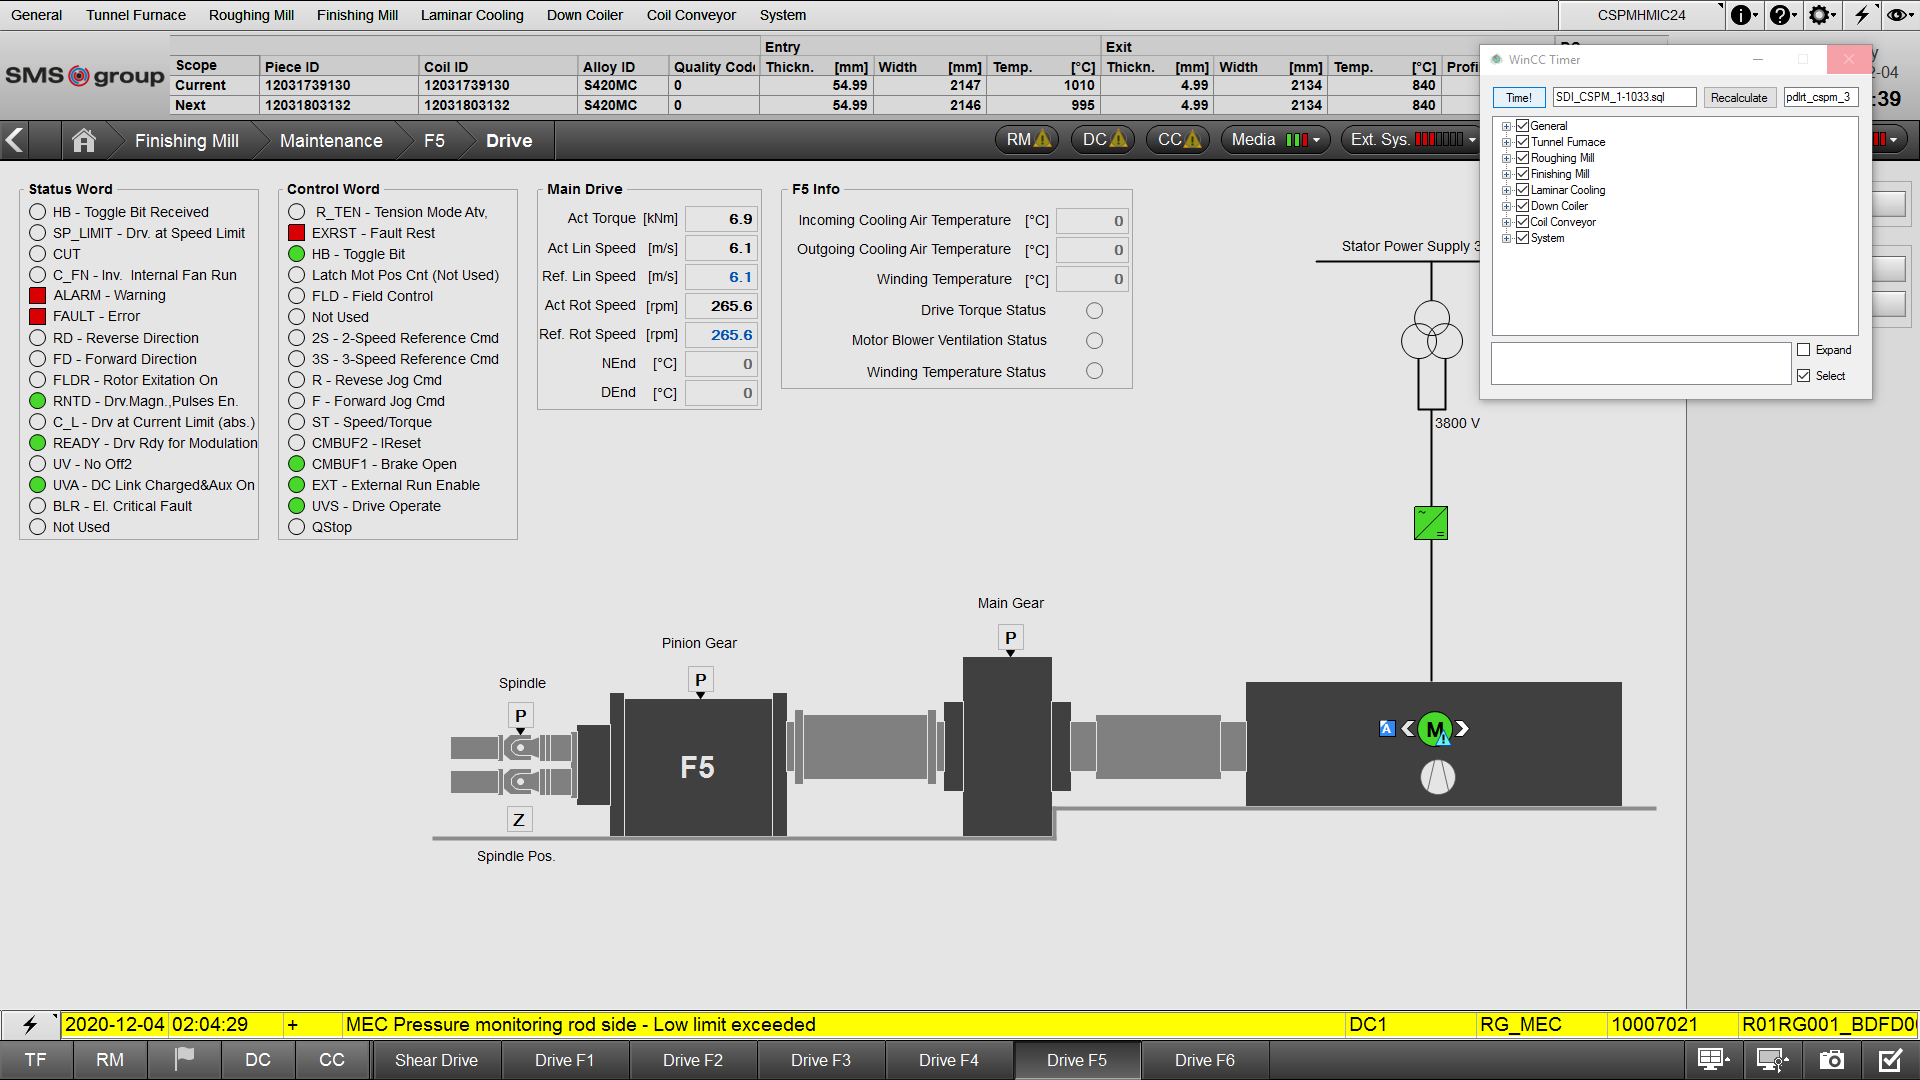 General Tunnel Furnace Roughing Mill Finishing Mill Laminar Cooling Down Coiler Coil Conveyor System CSPMHMIC24
SMS group
Entry Exit
Scope Piece ID Coil ID Alloy ID Quality Code Thickn. [mm] Width [mm] Temp. [°C] Thickn. [mm] Width [mm] Temp. [°C] Profi
Current 12031739130 12031739130 S420MC 0 54.99 2147 1010 4.99 2134 840
Next 12031803132 12031803132 S420MC 0 54.99 2146 995 4.99 2134 840
-04
:39
Finishing Mill Maintenance F5 Drive RM DC CC Media Ext. Sys.
WinCC Timer
Time! SDI_CSPM_1-1033.sql Recalculate pdlrt_cspm_3
General
Tunnel Furnace
Roughing Mill
Finishing Mill
Laminar Cooling
Down Coiler
Coil Conveyor
System
Expand
Select
Status Word
HB - Toggle Bit Received
SP_LIMIT - Drv. at Speed Limit
CUT
C_FN - Inv. Internal Fan Run
ALARM - Warning
FAULT - Error
RD - Reverse Direction
FD - Forward Direction
FLDR - Rotor Exitation On
RNTD - Drv.Magn.,Pulses En.
C_L - Drv at Current Limit (abs.)
READY - Drv Rdy for Modulation
UV - No Off2
UVA - DC Link Charged&Aux On
BLR - El. Critical Fault
Not Used
Control Word
R_TEN - Tension Mode Atv,
EXRST - Fault Rest
HB - Toggle Bit
Latch Mot Pos Cnt (Not Used)
FLD - Field Control
Not Used
2S - 2-Speed Reference Cmd
3S - 3-Speed Reference Cmd
R - Revese Jog Cmd
F - Forward Jog Cmd
ST - Speed/Torque
CMBUF2 - IReset
CMBUF1 - Brake Open
EXT - External Run Enable
UVS - Drive Operate
QStop
Main Drive
Act Torque [kNm] 6.9
Act Lin Speed [m/s] 6.1
Ref. Lin Speed [m/s] 6.1
Act Rot Speed [rpm] 265.6
Ref. Rot Speed [rpm] 265.6
NEnd [°C] 0
DEnd [°C] 0
F5 Info
Incoming Cooling Air Temperature [°C] 0
Outgoing Cooling Air Temperature [°C] 0
Winding Temperature [°C] 0
Drive Torque Status
Motor Blower Ventilation Status
Winding Temperature Status
Stator Power Supply 3
3800 V
~
=
Main Gear
P
Pinion Gear
P
Spindle
P
F5
A M
Z
Spindle Pos.
2020-12-04 02:04:29 + MEC Pressure monitoring rod side - Low limit exceeded DC1 RG_MEC 10007021 R01RG001_BDFD0
TF RM DC CC Shear Drive Drive F1 Drive F2 Drive F3 Drive F4 Drive F5 Drive F6